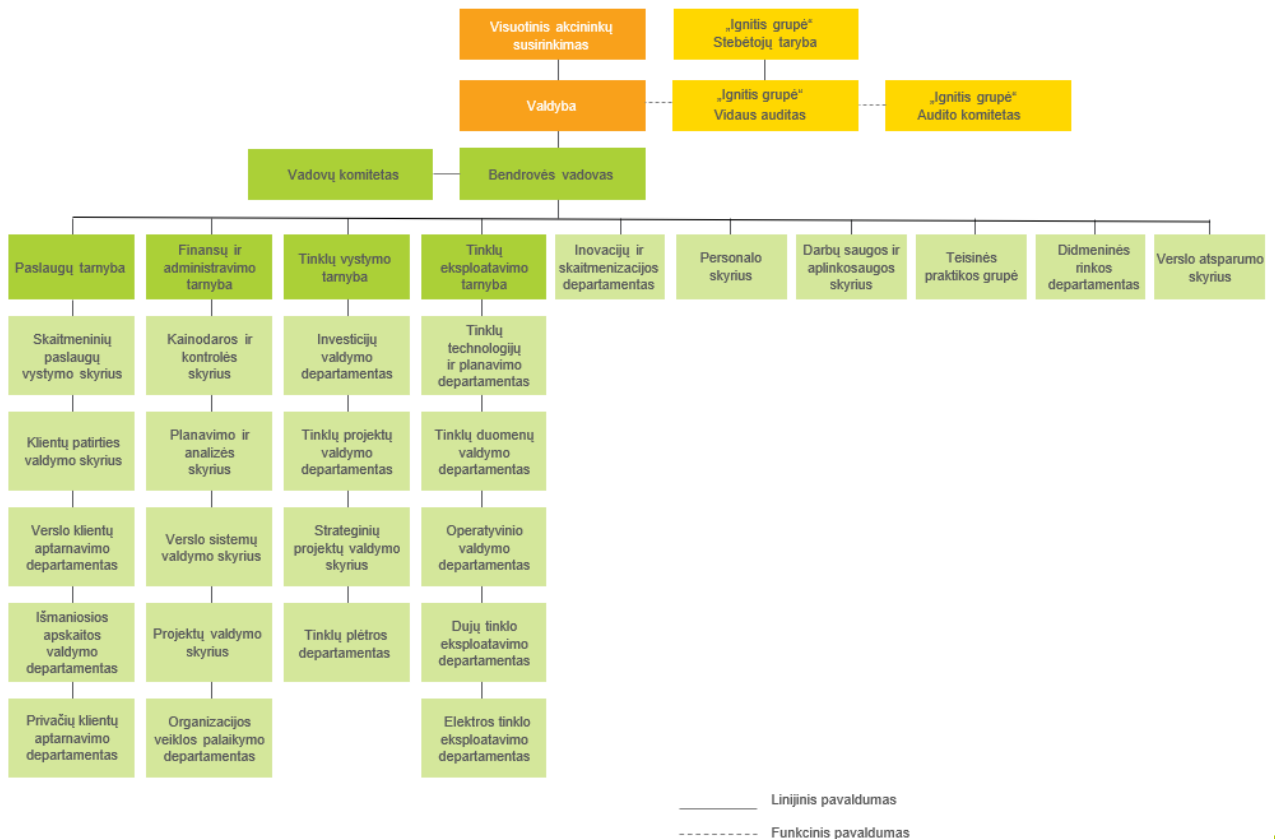 Visuotinis akcininkų
susirinkimas
„Ignitis grupė“
Stebėtojų taryba
Valdyba
„Ignitis grupė“
Vidaus auditas
„Ignitis grupė“
Audito komitetas
Vadovų komitetas
Bendrovės vadovas
Paslaugų tarnyba
Finansų ir
administravimo
tarnyba
Tinklų vystymo
tarnyba
Tinklų
eksploatavimo
tarnyba
Inovacijų ir
skaitmenizacijos
departamentas
Personalo
skyrius
Darbų saugos ir
aplinkosaugos
skyrius
Teisinės
praktikos grupė
Didmeninės
rinkos
departamentas
Verslo atsparumo
skyrius
Skaitmeninių
paslaugų
vystymo skyrius
Kainodaros ir
kontrolės
skyrius
Investicijų
valdymo
departamentas
Tinklų
technologijų
ir planavimo
departamentas
Klientų patirties
valdymo skyrius
Planavimo ir
analizės
skyrius
Tinklų projektų
valdymo
departamentas
Tinklų duomenų
valdymo
departamentas
Verslo klientų
aptarnavimo
departamentas
Verslo sistemų
valdymo skyrius
Strateginių
projektų valdymo
skyrius
Operatyvinio
valdymo
departamentas
Išmaniosios
apskaitos
valdymo
departamentas
Projektų valdymo
skyrius
Tinklų plėtros
departamentas
Dujų tinklo
eksploatavimo
departamentas
Privačių klientų
aptarnavimo
departamentas
Organizacijos
veiklos palaikymo
departamentas
Elektros tinklo
eksploatavimo
departamentas
Linijinis pavaldumas
Funkcinis pavaldumas